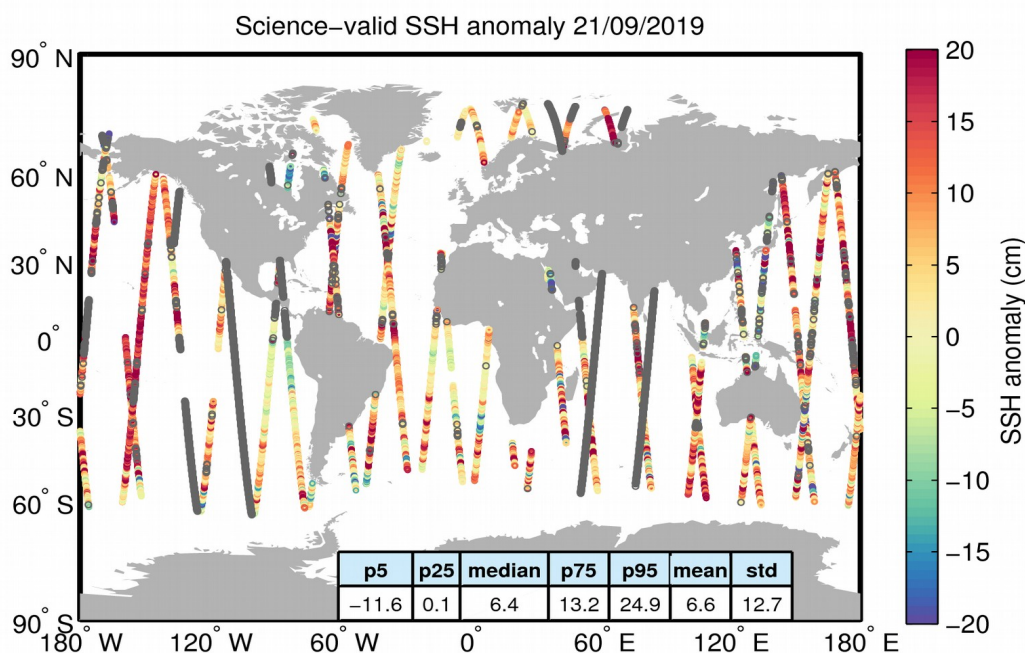 Science−valid SSH anomaly 21/09/2019
90° N
60° N
30° N
0°
30° S
60° S
90° S
180° W
120° W
60° W
0°
60° E
120° E
180° E
p5 p25 median p75 p95 mean std
−11.6 0.1 6.4 13.2 24.9 6.6 12.7
20
15
10
5
0
−5
−10
−15
−20
SSH anomaly (cm)